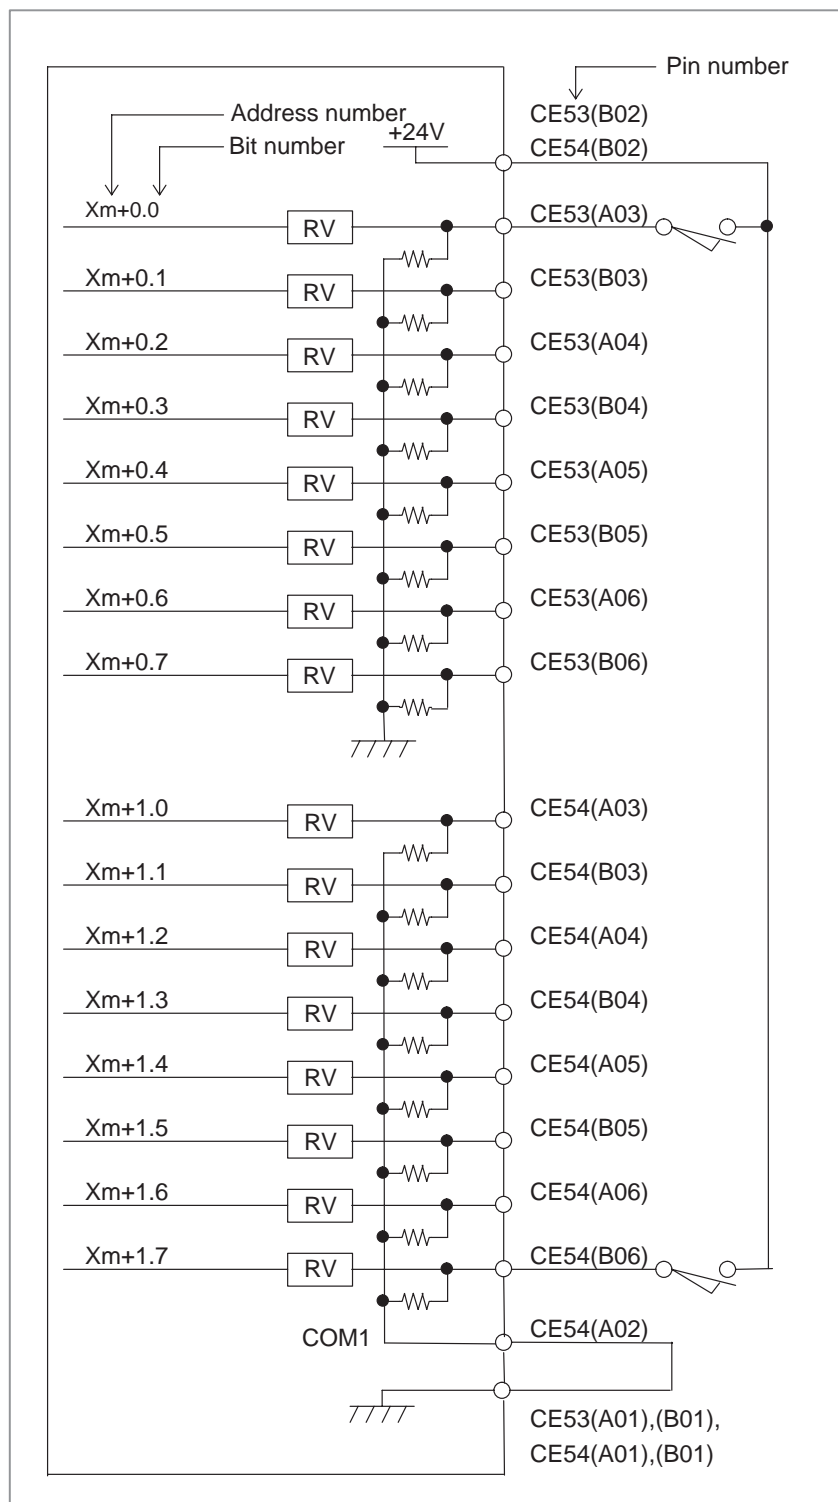 Pin number
Address number
CE53(B02)
Bit number
+24V
CE54(B02)
Xm+0.0
RV
CE53(A03)
Xm+0.1
RV
CE53(B03)
Xm+0.2
RV
CE53(A04)
Xm+0.3
RV
CE53(B04)
Xm+0.4
RV
CE53(A05)
Xm+0.5
RV
CE53(B05)
Xm+0.6
RV
CE53(A06)
Xm+0.7
RV
CE53(B06)
Xm+1.0
RV
CE54(A03)
Xm+1.1
RV
CE54(B03)
Xm+1.2
RV
CE54(A04)
Xm+1.3
RV
CE54(B04)
Xm+1.4
RV
CE54(A05)
Xm+1.5
RV
CE54(B05)
Xm+1.6
RV
CE54(A06)
Xm+1.7
RV
CE54(B06)
COM1
CE54(A02)
CE53(A01),(B01),
CE54(A01),(B01)